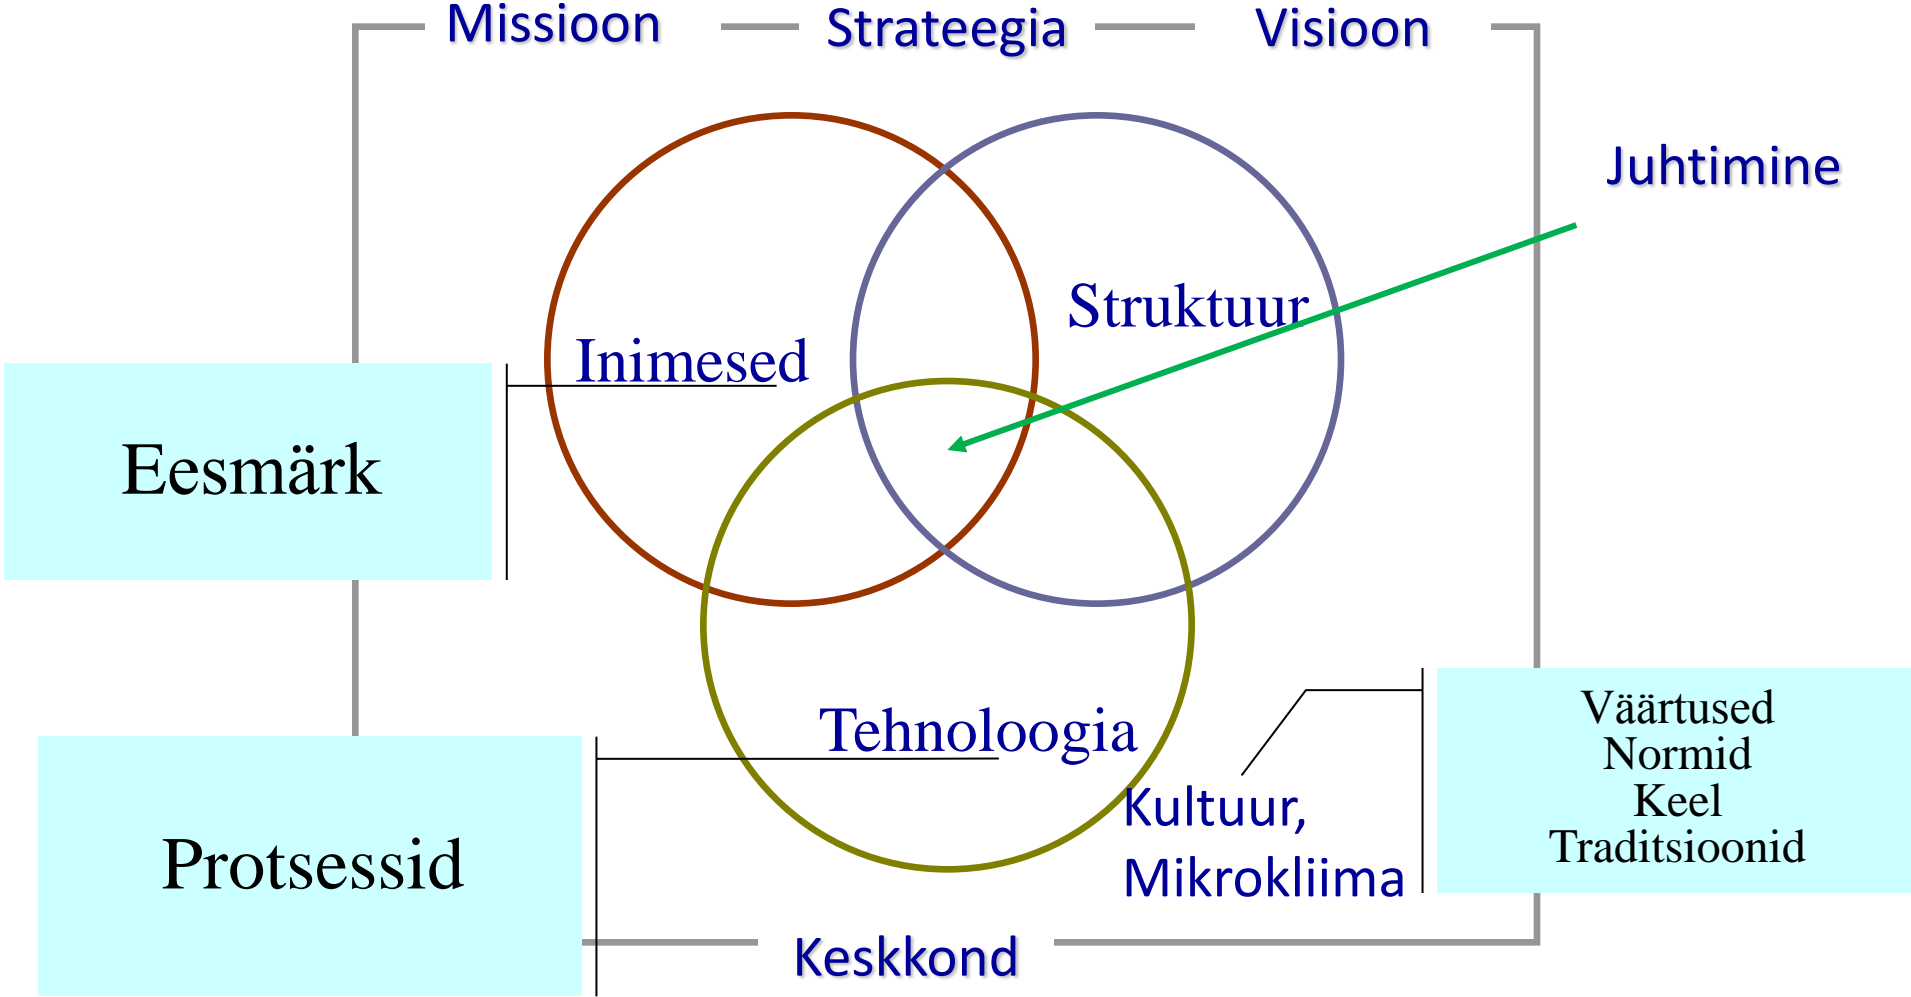 Missioon
Strateegia
Visioon
Juhtimine
Struktuur
Inimesed
Eesmärk
Tehnoloogia
Väärtused
Normid
Keel
Traditsioonid
Kultuur,
Mikrokliima
Protsessid
Keskkond